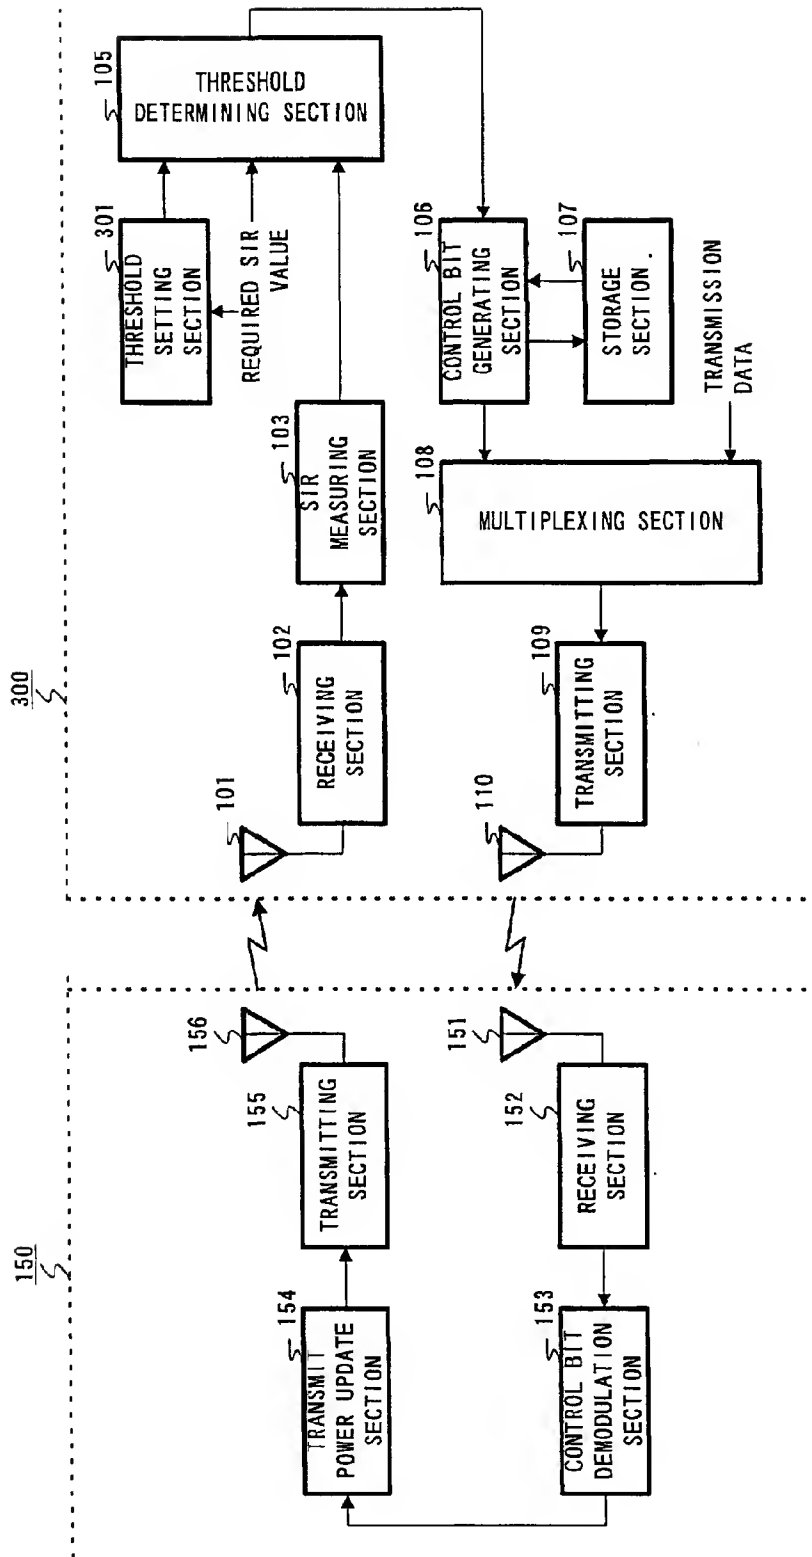 150
300
TRANSMIT
POWER UPDATE
SECTION
154
TRANSMITTING
SECTION
155
156
101
RECEIVING
SECTION
102
SIR
MEASURING
SECTION
103
THRESHOLD
SETTING
SECTION
301
REQUIRED SIR
VALUE
THRESHOLD
DETERMINING SECTION
105
CONTROL BIT
DEMODULATION
SECTION
153
RECEIVING
SECTION
152
151
110
TRANSMITTING
SECTION
109
MULTIPLEXING SECTION
108
CONTROL BIT
GENERATING
SECTION
106
STORAGE
SECTION
107
TRANSMISSION
DATA